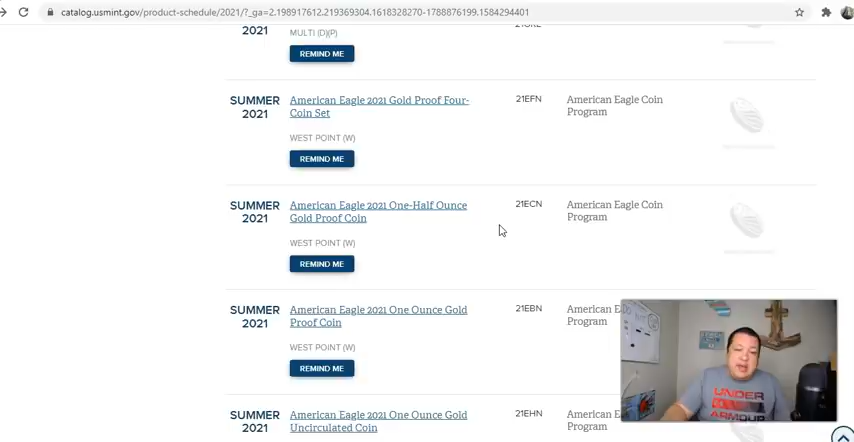 catalog.usmint.gov/product-schedule/2021/?_ga=2.198917612.219369304.1618328270-1788876199.1584294401
2021
MULTI (D)(P)
REMIND ME
SUMMER
2021
American Eagle 2021 Gold Proof Four-
Coin Set
WEST POINT (W)
REMIND ME
21EFN
American Eagle Coin
Program
SUMMER
2021
American Eagle 2021 One-Half Ounce
Gold Proof Coin
WEST POINT (W)
REMIND ME
21ECN
American Eagle Coin
Program
SUMMER
2021
American Eagle 2021 One Ounce Gold
Proof Coin
WEST POINT (W)
REMIND ME
21EBN
American
Program
SUMMER
2021
American Eagle 2021 One Ounce Gold
Uncirculated Coin
21EHN
American
Program
UNDER
ARMOUR